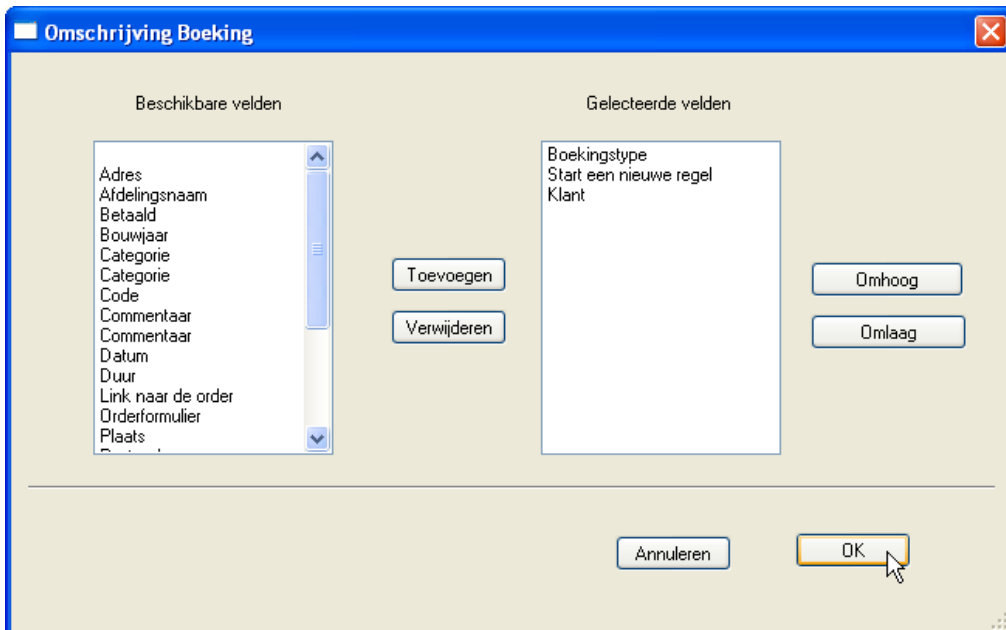 Omschrijving Boeking
Beschikbare velden
Gelecteerde velden
Adres
Afdelingsnaam
Betaald
Bouwjaar
Categorie
Categorie
Code
Commentaar
Commentaar
Datum
Duur
Link naar de order
Orderformulier
Plaats
Toevoegen
Verwijderen
Boekingstype
Start een nieuwe regel
Klant
Omhoog
Omlaag
Annuleren
OK